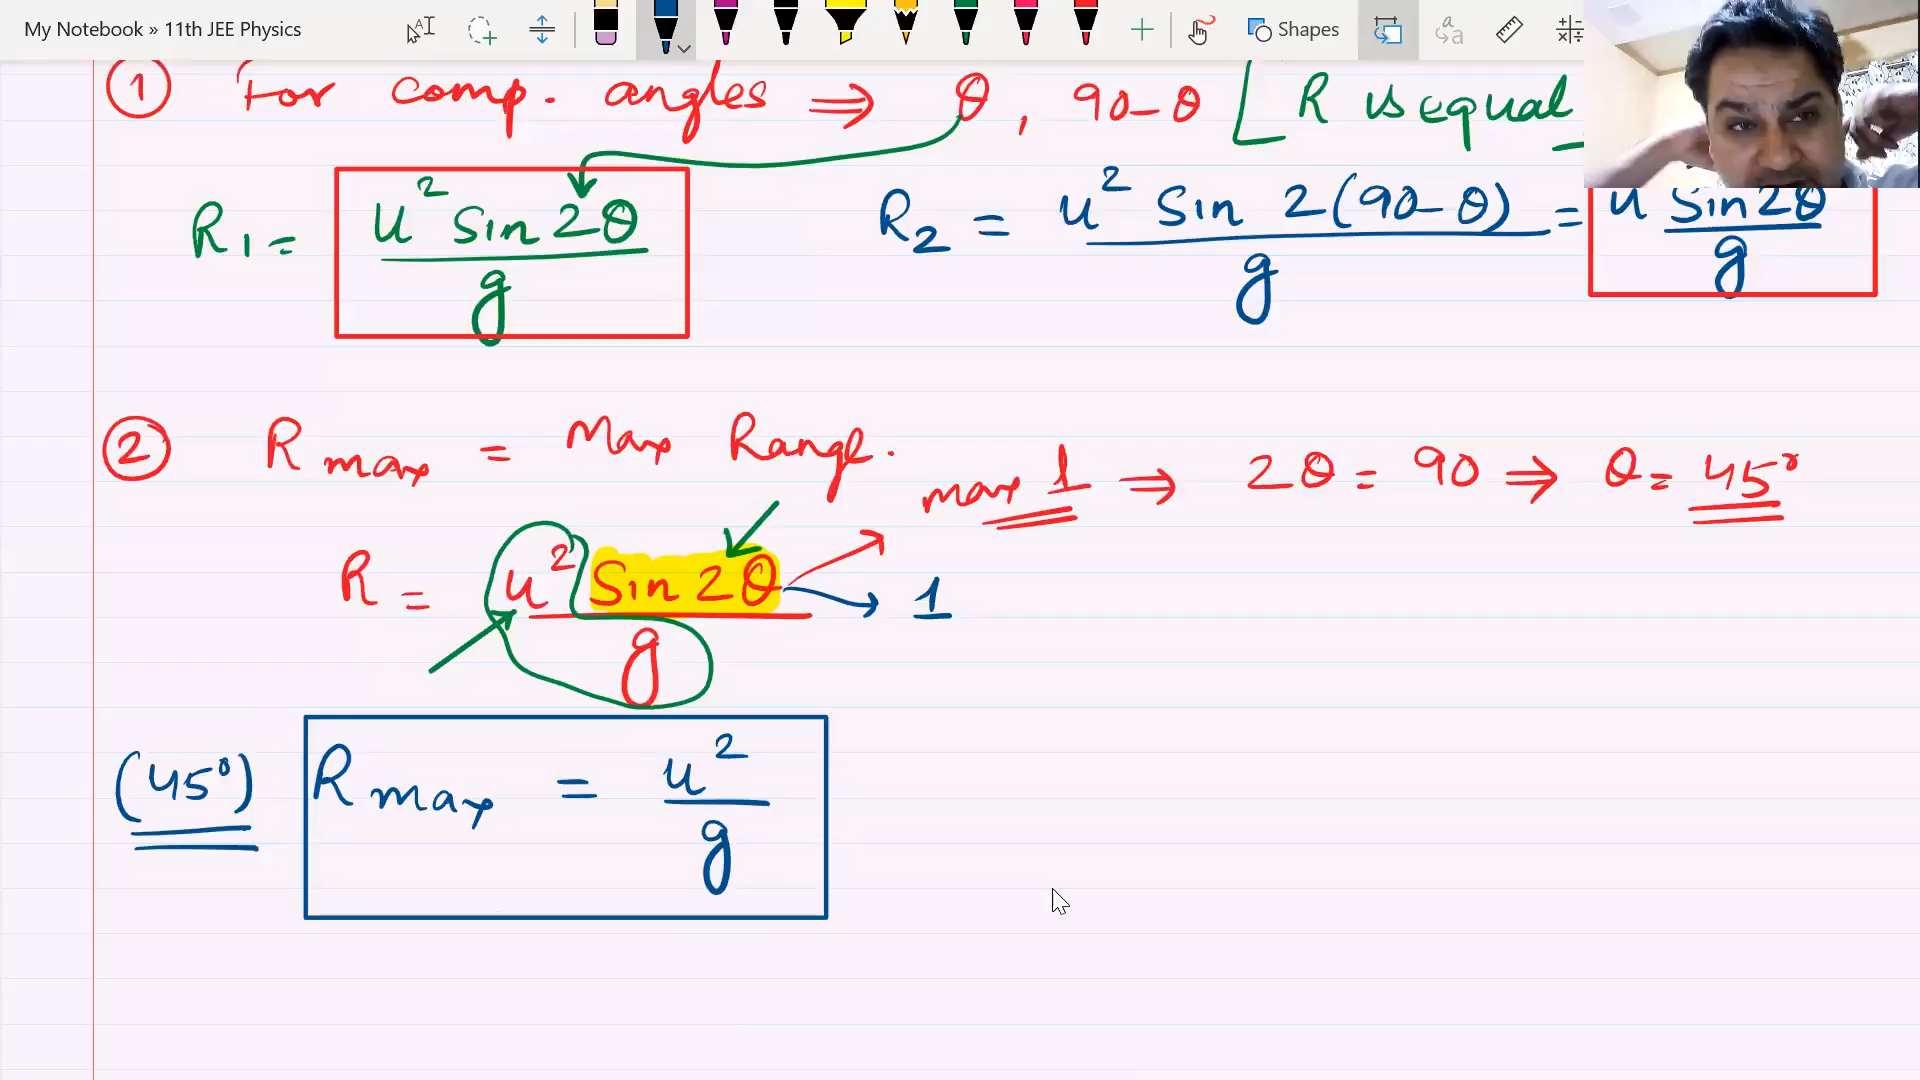 My Notebook » 11th JEE Physics
Shapes
① For comp. angles ⇒ θ, 90-θ [R is equal
R₁ = u² sin 2θ / g
R₂ = u² sin 2(90-θ) / g = u sin 2θ / g
② R max = Max Range.
max 1 ⇒ 2θ = 90 ⇒ θ = 45°
R = u² sin 2θ / g
1
(45°) R max = u² / g